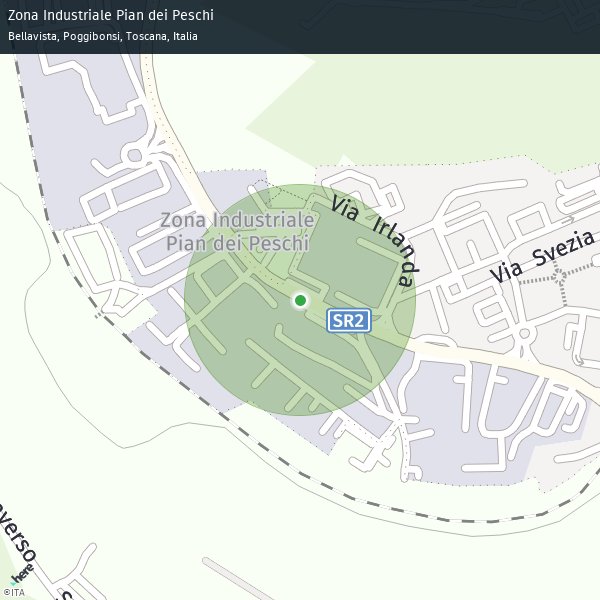 Zona Industriale Pian dei Peschi
Bellavista, Poggibonsi, Toscana, Italia
Zona Industriale
Pian dei Peschi
Via Irlanda
Via Svezia
SR2
here
©ITA